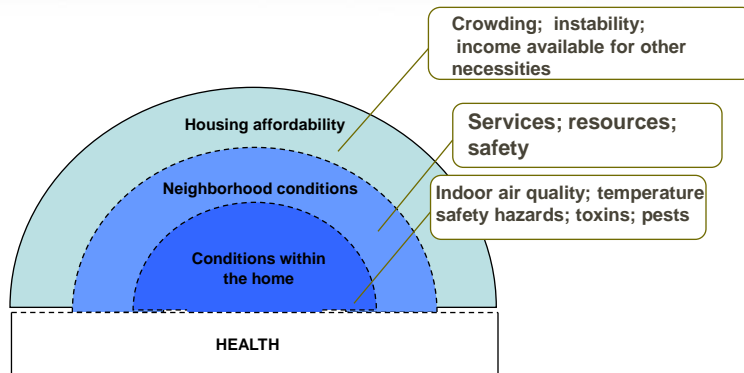 Crowding; instability;
income available for other
necessities
Housing affordability
Services; resources;
safety
Neighborhood conditions
Indoor air quality; temperature
safety hazards; toxins; pests
Conditions within
the home
HEALTH